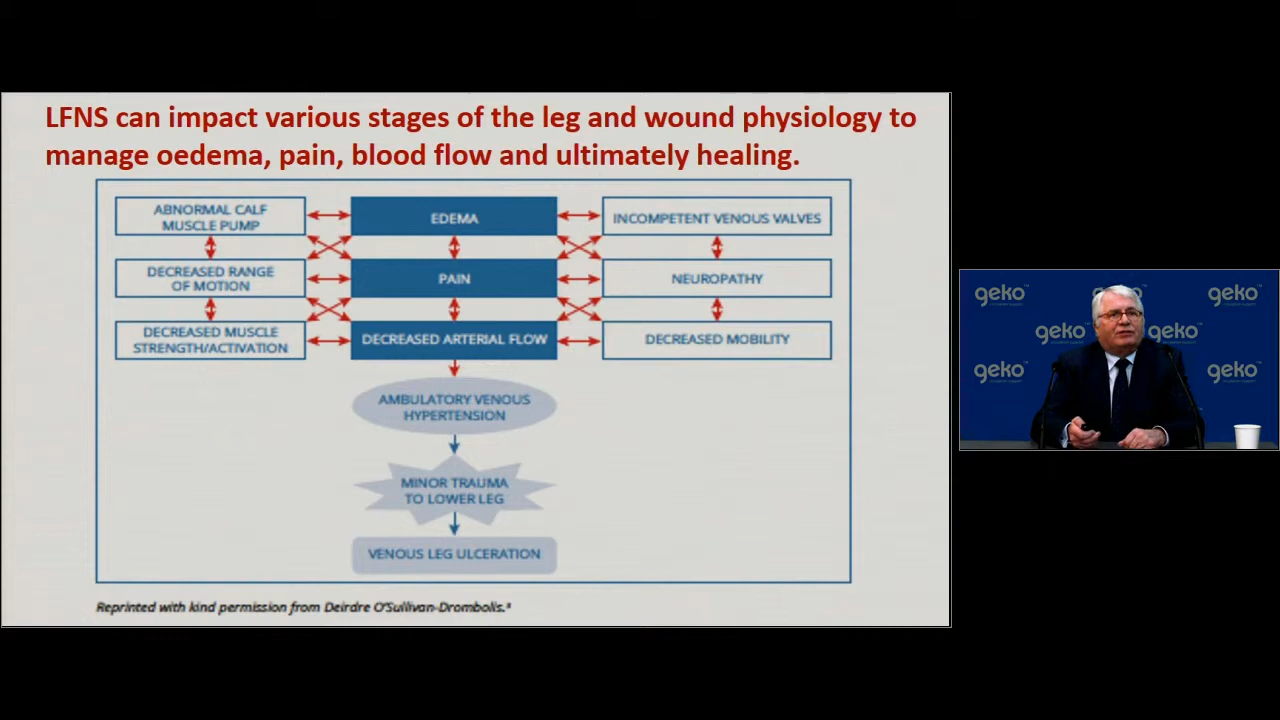 LFNS can impact various stages of the leg and wound physiology to
manage oedema, pain, blood flow and ultimately healing.
ABNORMAL CALF
MUSCLE PUMP
EDEMA
INCOMPETENT VENOUS VALVES
DECREASED RANGE
OF MOTION
PAIN
NEUROPATHY
DECREASED MUSCLE
STRENGTH/ACTIVATION
DECREASED ARTERIAL FLOW
DECREASED MOBILITY
AMBULATORY VENOUS
HYPERTENSION
MINOR TRAUMA
TO LOWER LEG
VENOUS LEG ULCERATION
Reprinted with kind permission from Deirdre O'Sullivan-Drombolis.
geko
geko
geko
geko
geko
geko